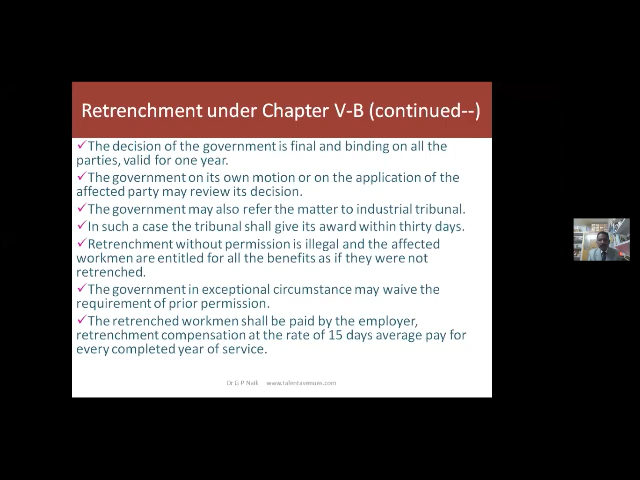 Retrenchment under Chapter V-B (continued--)
✓The decision of the government is final and binding on all the
parties, valid for one year.
✓The government on its own motion or on the application of the
affected party may review its decision.
✓The government may also refer the matter to industrial tribunal.
✓In such a case the tribunal shall give its award within thirty days.
✓Retrenchment without permission is illegal and the affected
workmen are entitled for all the benefits as if they were not
retrenched.
✓The government in exceptional circumstance may waive the
requirement of prior permission.
✓The retrenched workmen shall be paid by the employer,
retrenchment compensation at the rate of 15 days average pay for
every completed year of service.
Dr G P Naik